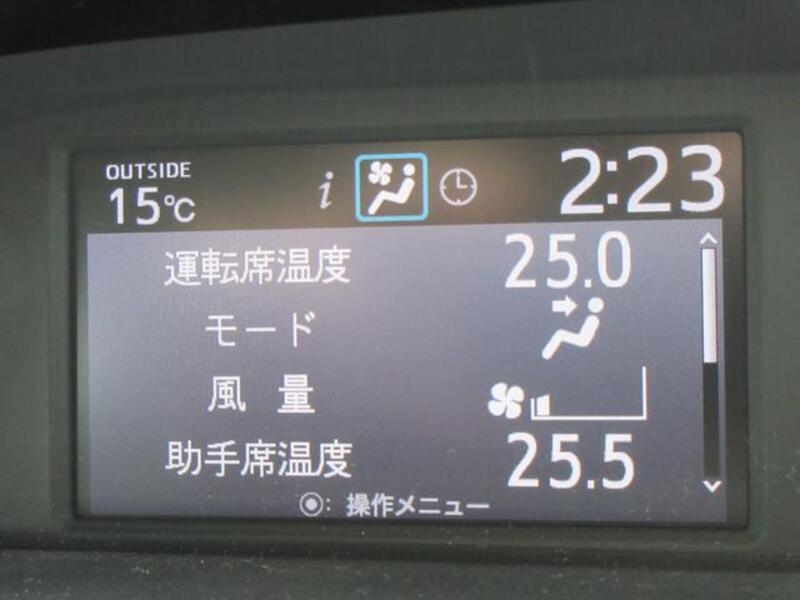 OUTSIDE
15℃
i
2:23
運転席温度 25.0
モード
風 量
助手席温度 25.5
: 操作メニュー